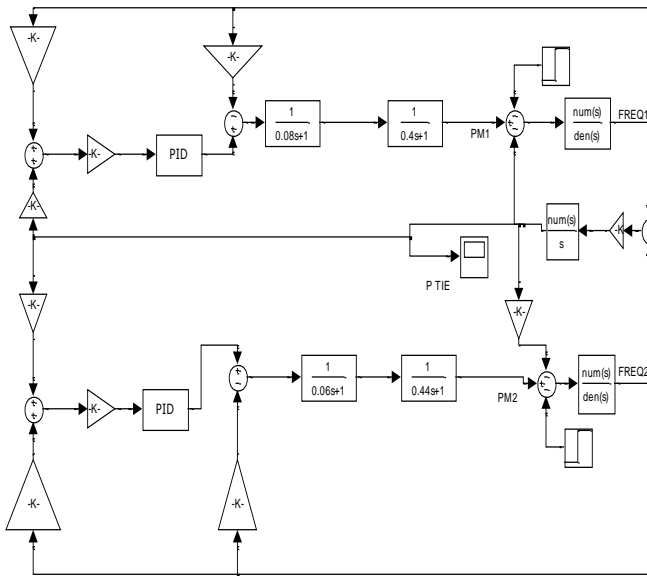 -K-
-K-
1
0.08s+1
1
0.4s+1
PM1
num(s)
den(s)
FREQ1
-K-
PID
-K-
num(s)
s
-K
P TIE
-K-
-K-
1
0.06s+1
1
0.44s+1
PM2
num(s)
den(s)
FREQ2
-K-
PID
-K-
-K-